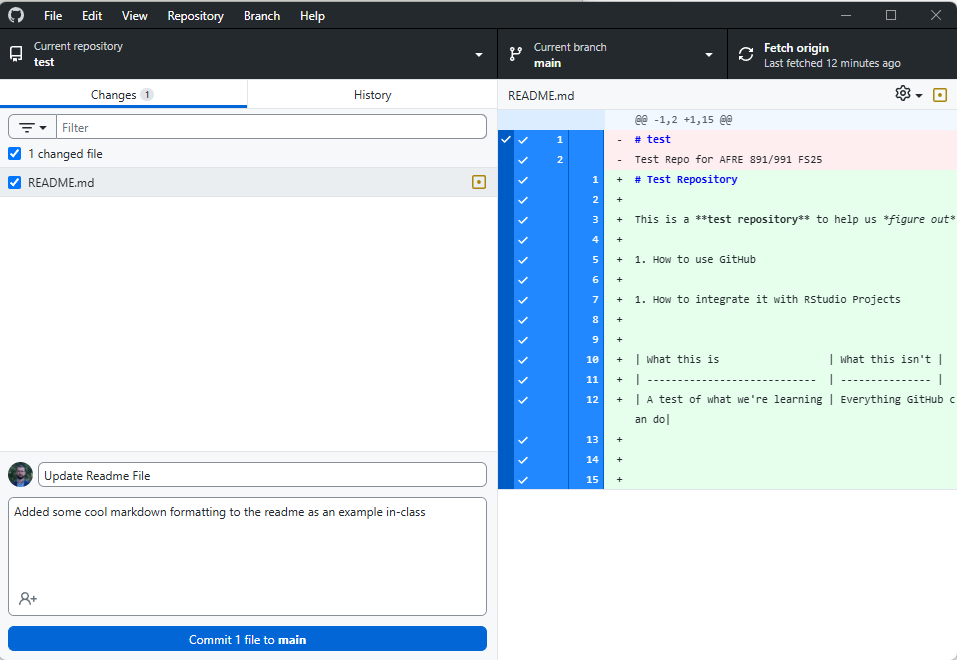 File Edit View Repository Branch Help
Current repository
test
Current branch
main
Fetch origin
Last fetched 12 minutes ago
Changes 1
History
README.md
Filter
1 changed file
README.md
@@ -1,2 +1,15 @@
1 - # test
2 - Test Repo for AFRE 891/991 FS25
1 + # Test Repository
2 +
3 + This is a **test repository** to help us *figure out*
4 +
5 + 1. How to use GitHub
6 +
7 + 1. How to integrate it with RStudio Projects
8 +
9 +
10 + | What this is | What this isn't |
11 + | ---------------------------- | --------------- |
12 + | A test of what we're learning | Everything GitHub c
an do|
13 +
14 +
15 +
Update Readme File
Added some cool markdown formatting to the readme as an example in-class
Commit 1 file to main